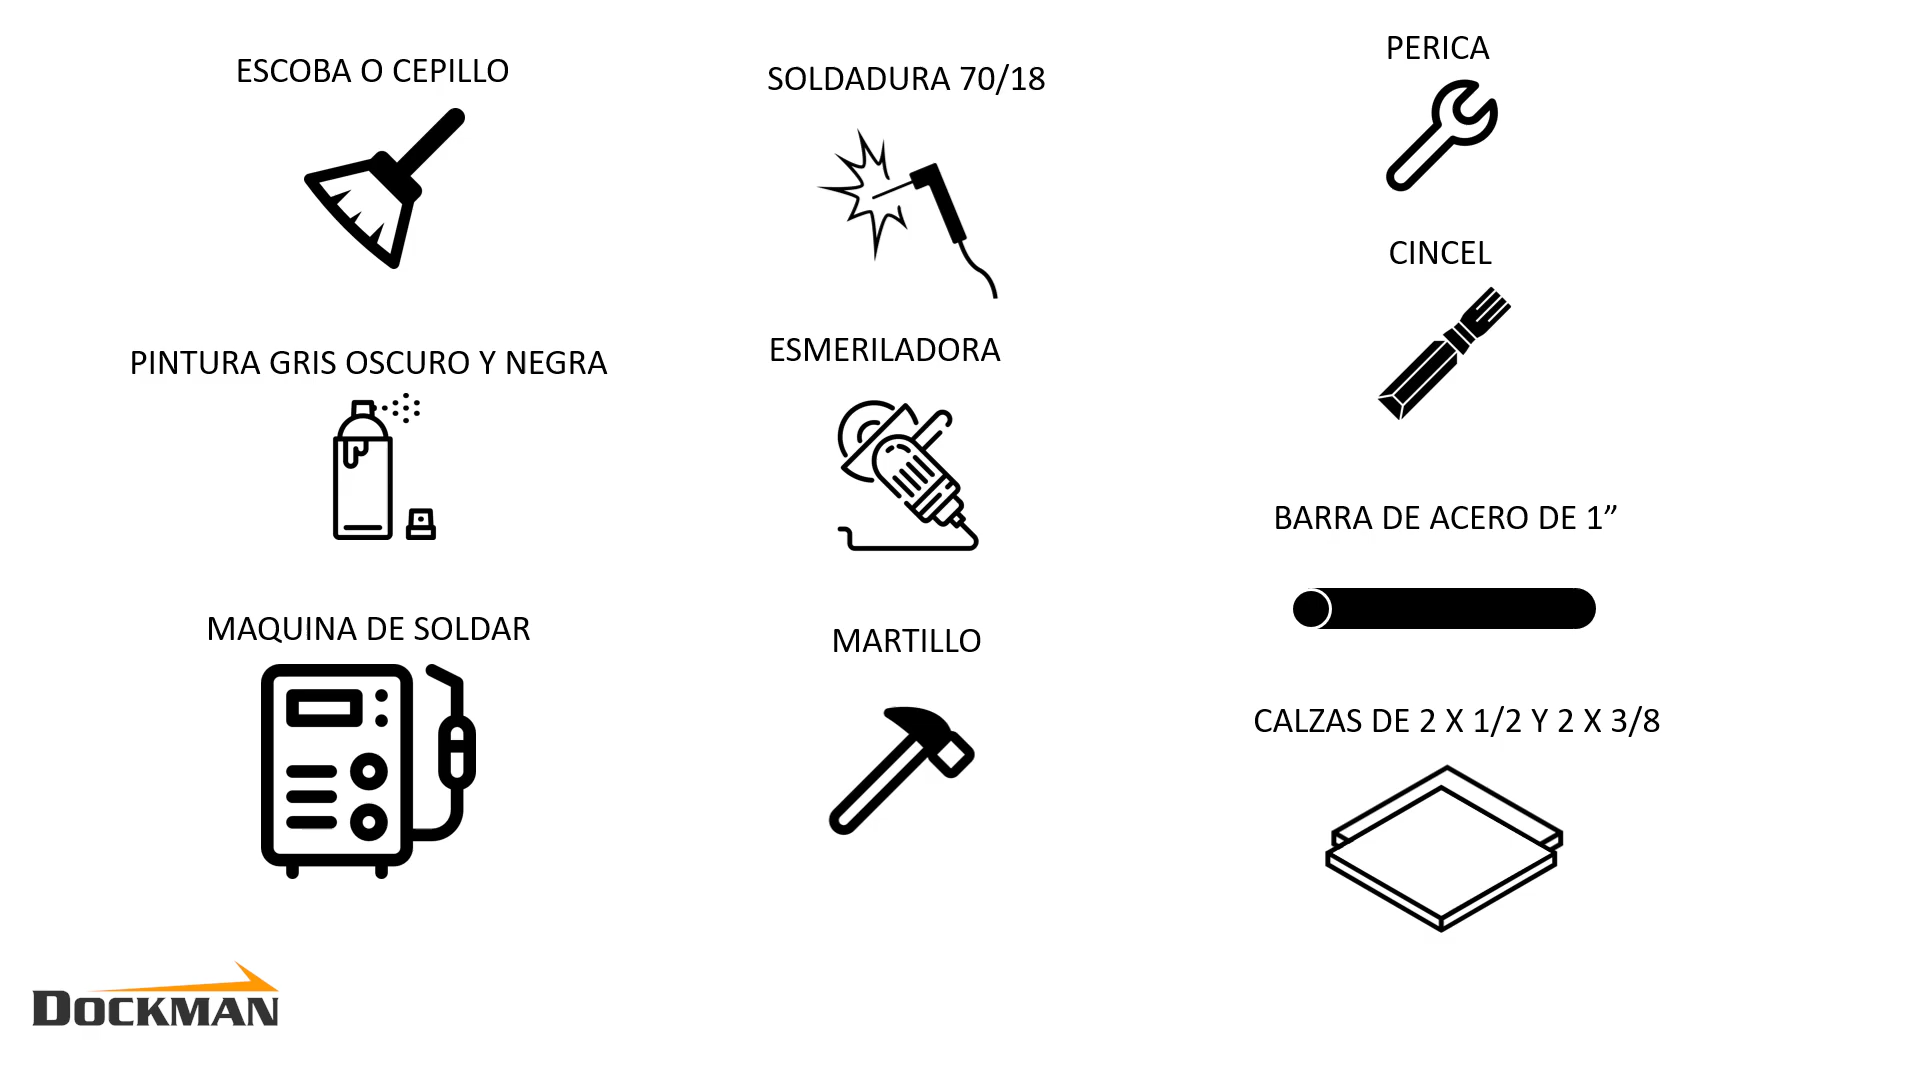 ESCOBA O CEPILLO
PINTURA GRIS OSCURO Y NEGRA
MAQUINA DE SOLDAR
SOLDADURA 70/18
ESMERILADORA
MARTILLO
PERICA
CINCEL
BARRA DE ACERO DE 1”
CALZAS DE 2 X 1/2 Y 2 X 3/8
DOCKMAN